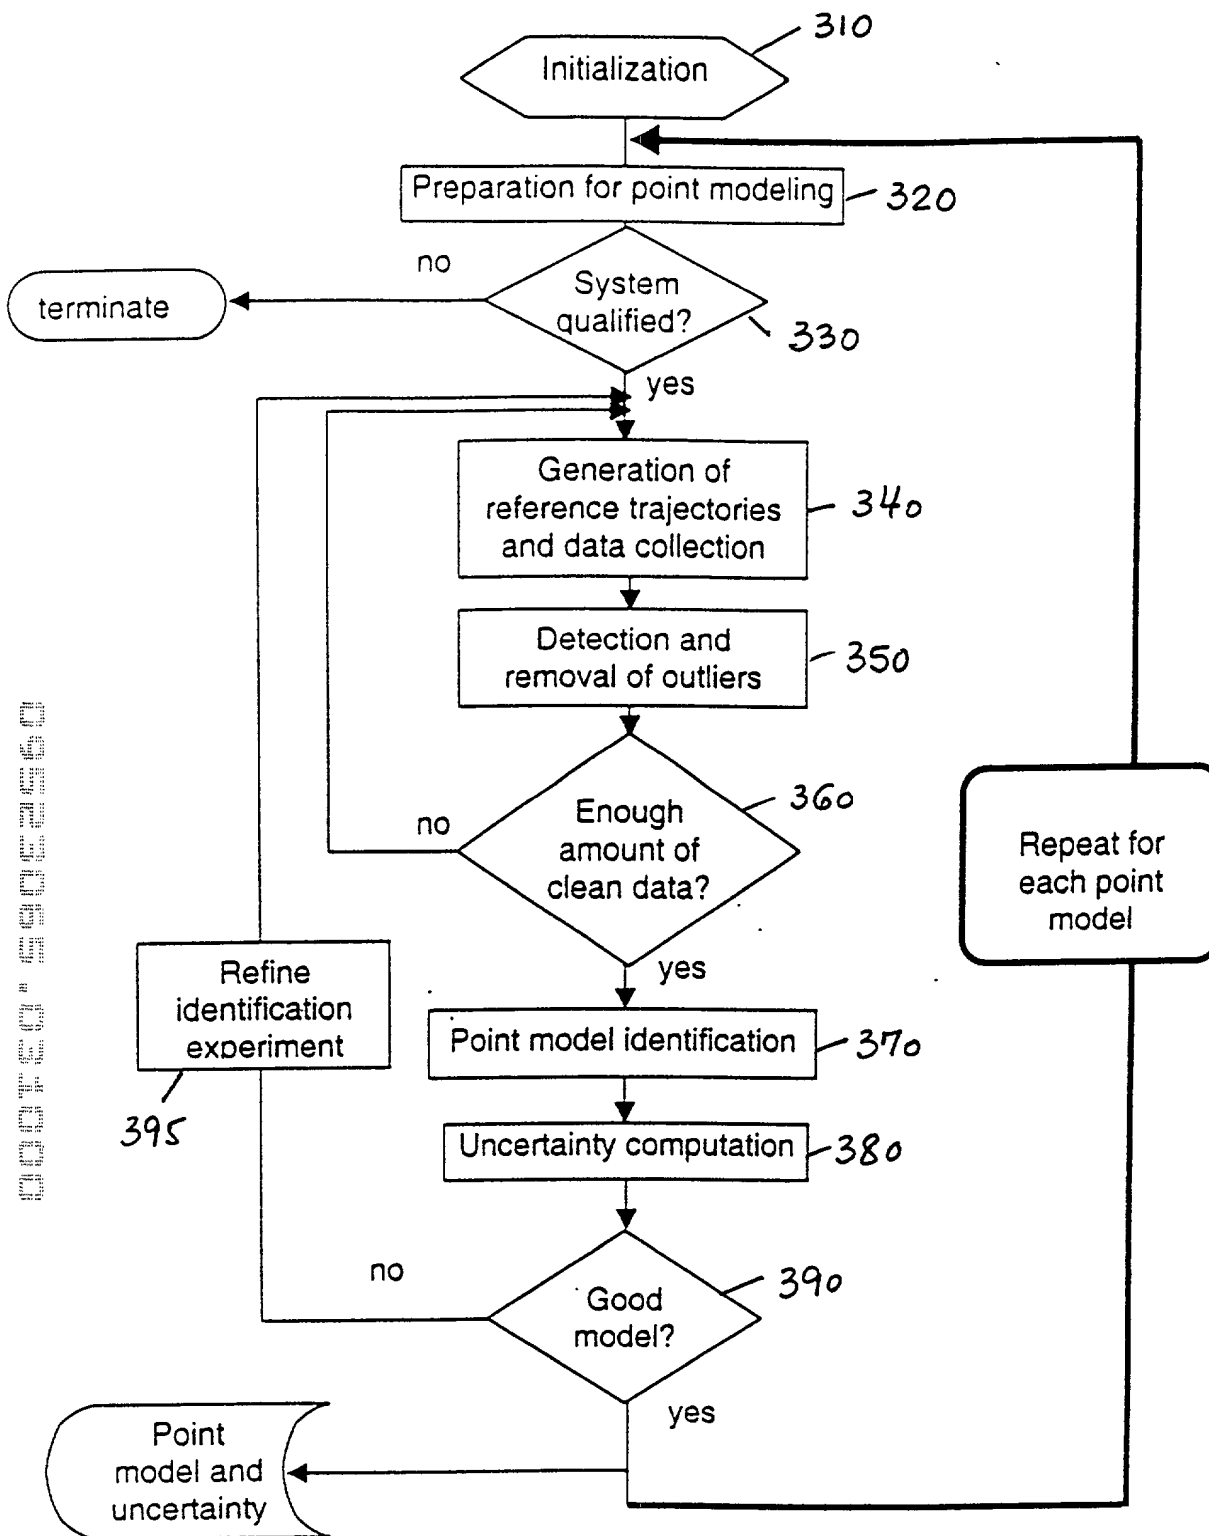 310
Initialization
Preparation for point modeling
320
no
System
qualified?
terminate
330
yes
Generation of
reference trajectories
and data collection
340
Detection and
removal of outliers
350
360
no
Enough
amount of
clean data?
Repeat for
each point
model
yes
Refine
identification
experiment
Point model identification
370
395
Uncertainty computation
380
no
390
Good
model?
yes
Point
model and
uncertainty